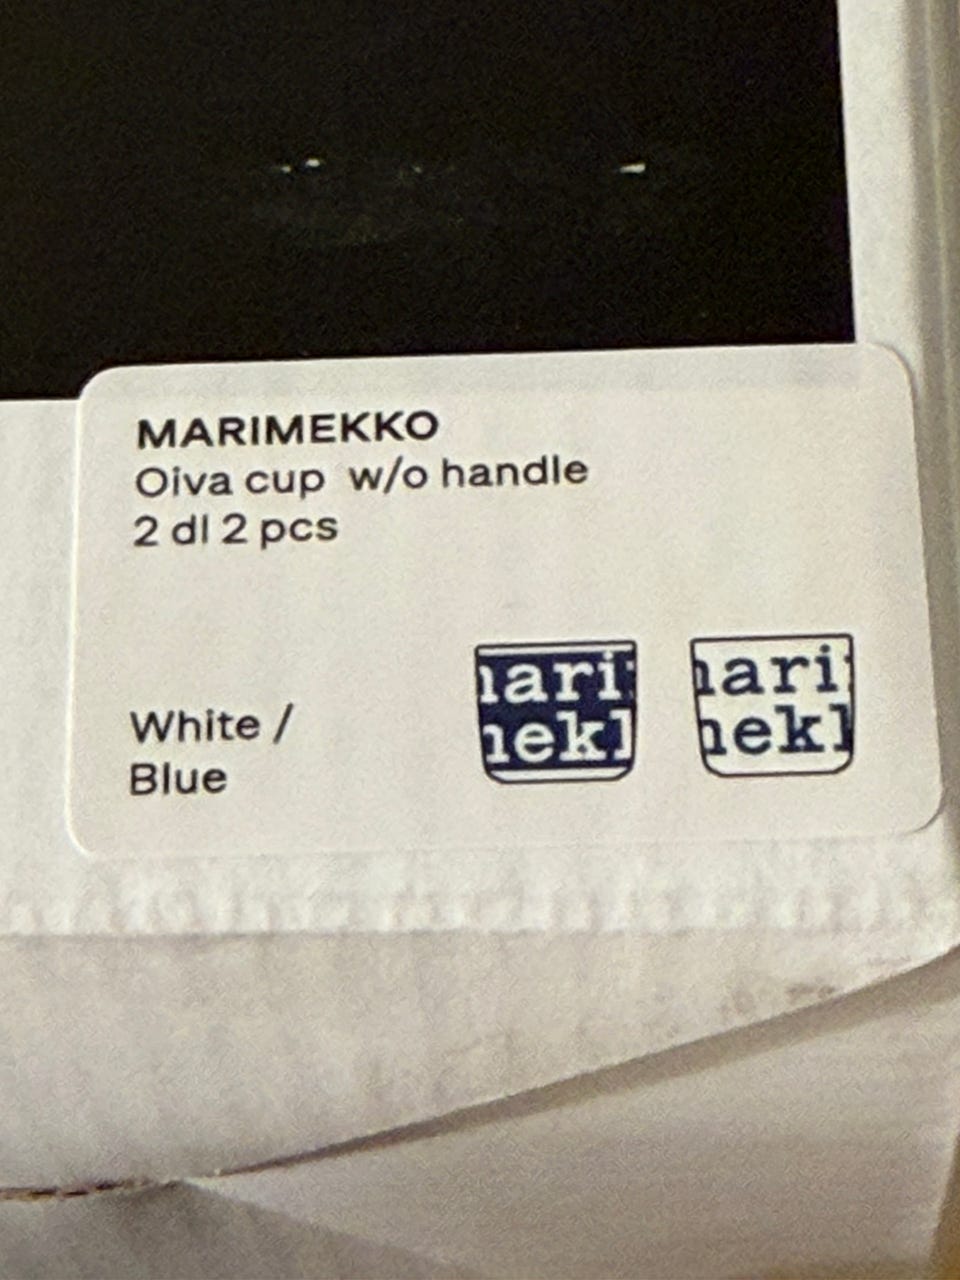 MARIMEKKO
Oiva cup w/o handle
2 dl 2 pcs
White /
Blue
nari
nekl
nari
nekl